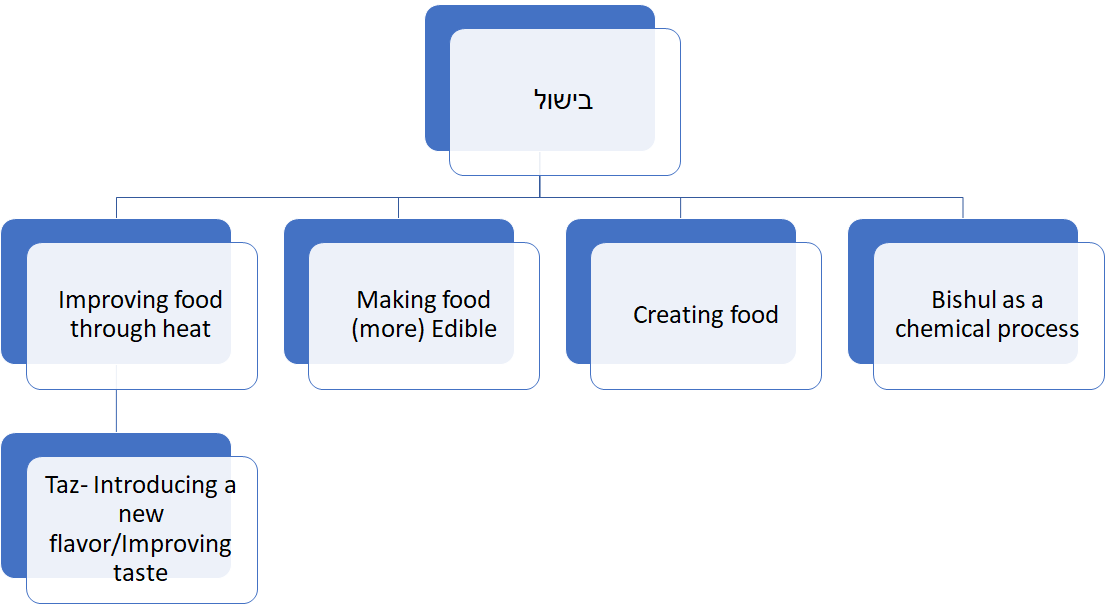 בישול
Improving food
through heat
Making food
(more) Edible
Creating food
Bishul as a
chemical process
Taz- Introducing a
new
flavor/Improving
taste